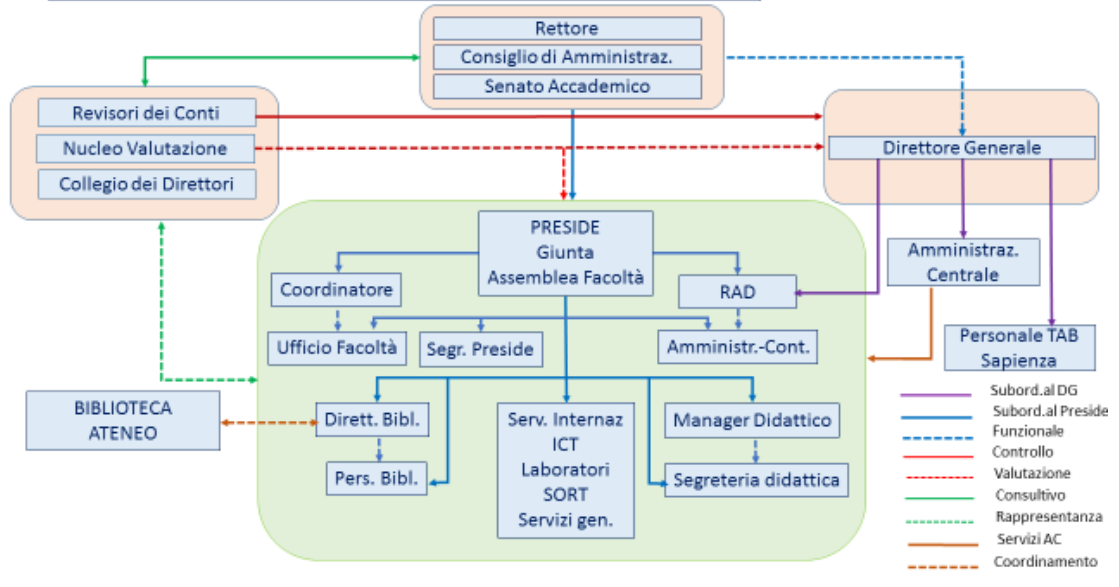 Rettore
Consiglio di Amministraz.
Senato Accademico
Revisori dei Conti
Nucleo Valutazione
Collegio dei Direttori
Direttore Generale
PRESIDE
Giunta
Assemblea Facoltà
Amministraz.
Centrale
Coordinatore
RAD
Ufficio Facoltà
Segr. Preside
Amministr.-Cont.
Personale TAB
Sapienza
BIBLIOTECA
ATENEO
Dirett. Bibl.
Serv. Internaz
ICT
Laboratori
SORT
Servizi gen.
Manager Didattico
Pers. Bibl.
Segreteria didattica
Subord.al DG
Subord.al Preside
Funzionale
Controllo
Valutazione
Consultivo
Rappresentanza
Servizi AC
Coordinamento